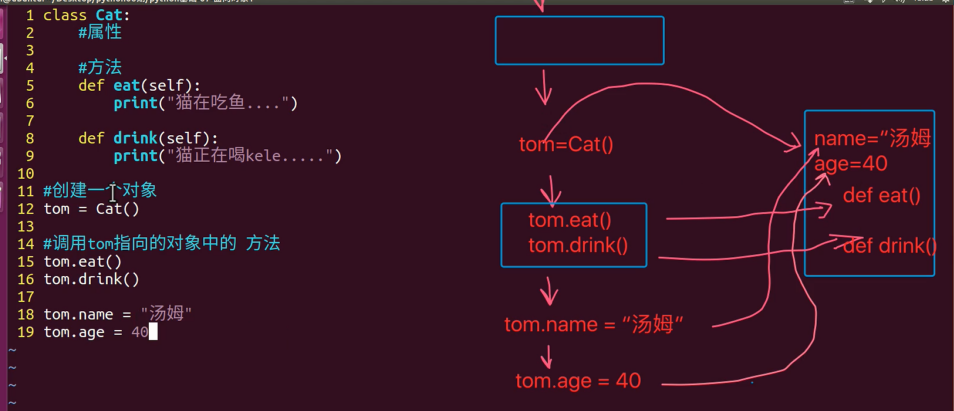 1 class Cat:
2 #属性
3
4 #方法
5 def eat(self):
6 print("猫在吃鱼....")
7
8 def drink(self):
9 print("猫正在喝kele.....")
10
11 #创建一个对象
12 tom = Cat()
13
14 #调用tom指向的对象中的 方法
15 tom.eat()
16 tom.drink()
17
18 tom.name = "汤姆"
19 tom.age = 40
~
~
~
~
tom=Cat()
tom.eat()
tom.drink()
tom.name = “汤姆”
tom.age = 40
name=“汤姆
age=40
def eat()
def drink()